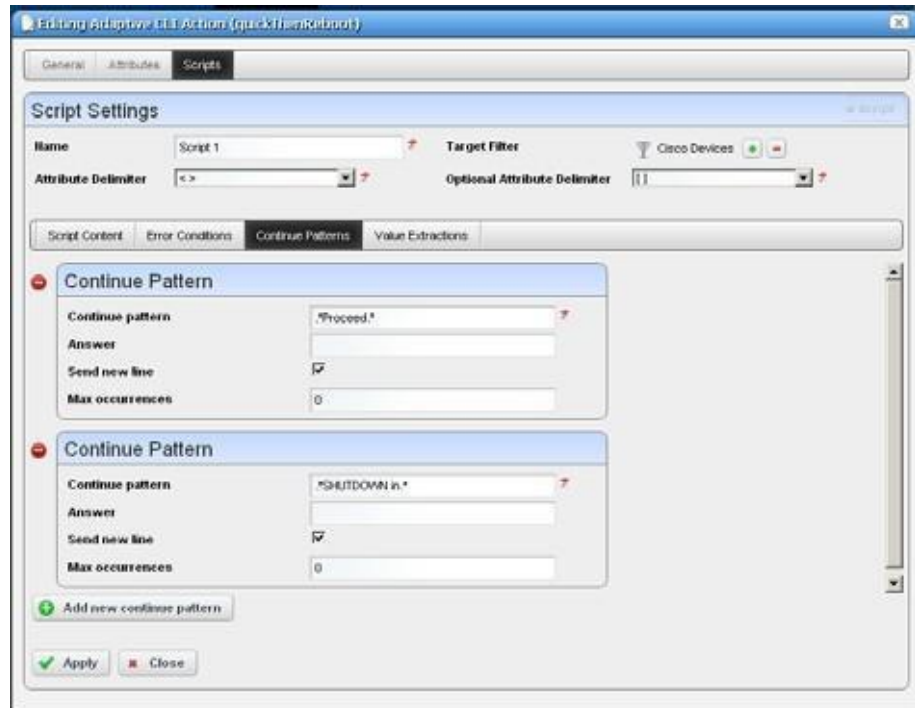 Editing Adaptive CLI Action (quickThenReboot)
General Attributes Scripts
Script Settings
Name Script 1 * Target Filter Cisco Devices
Attribute Delimiter <> * Optional Attribute Delimiter [] *
Script Content Error Conditions Continue Patterns Value Extractions
Continue Pattern
Continue pattern .*Proceed.* *
Answer
Send new line
Max occurrences 0
Continue Pattern
Continue pattern .*SHUTDOWN in.* *
Answer
Send new line
Max occurrences 0
Add new continue pattern
Apply Close